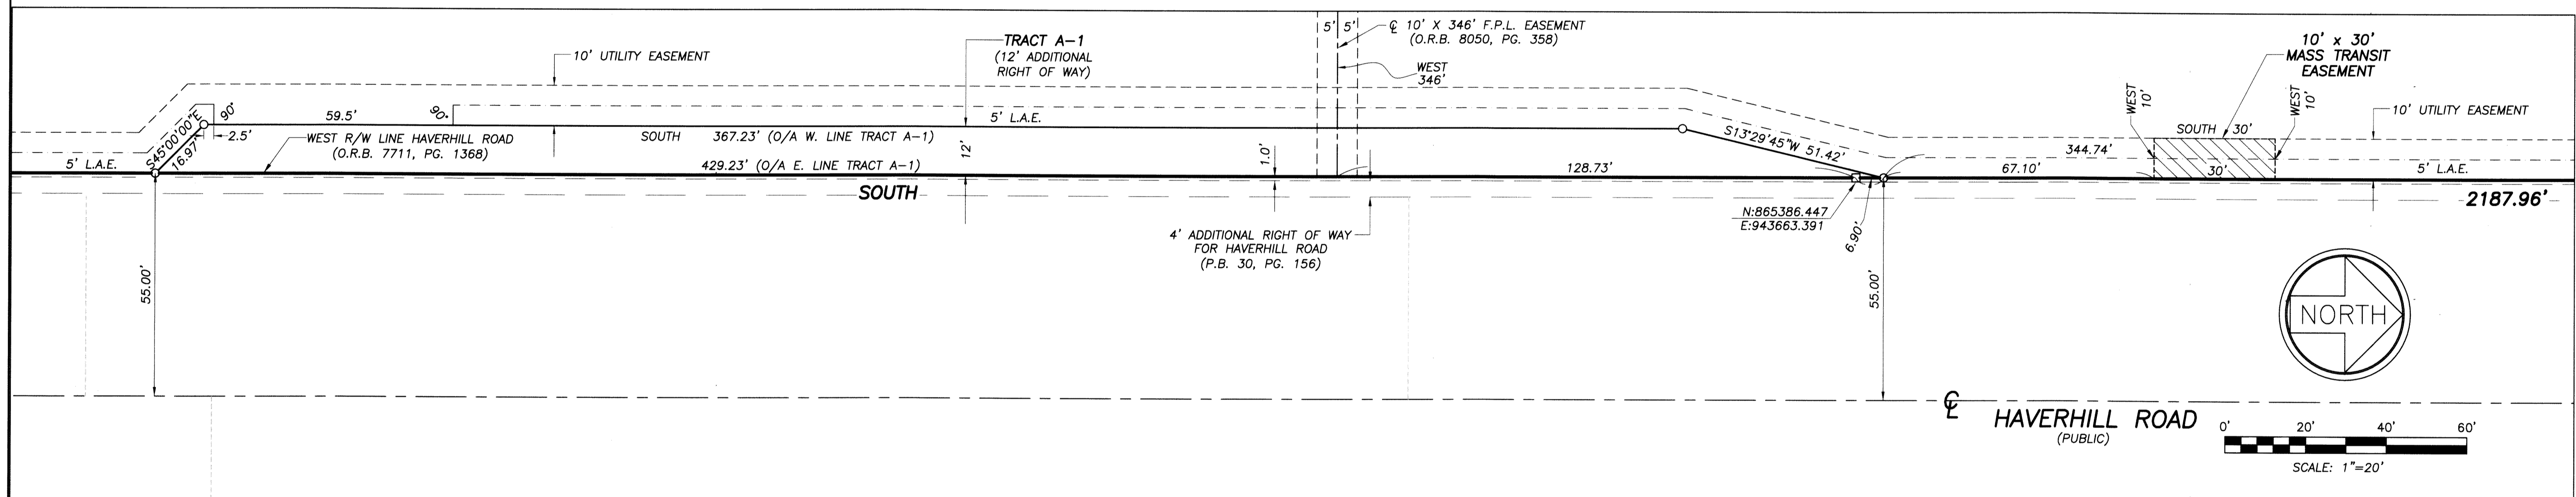 10' UTILITY EASEMENT
TRACT A-1
(12' ADDITIONAL
RIGHT OF WAY)
5' 5'
℄ 10' X 346' F.P.L. EASEMENT
(O.R.B. 8050, PG. 358)
WEST
346'
10' x 30'
MASS TRANSIT
EASEMENT
WEST
10'
WEST
10'
10' UTILITY EASEMENT
S45°00'00"E
16.97'
90°
2.5'
59.5'
90°
5' L.A.E.
WEST R/W LINE HAVERHILL ROAD
(O.R.B. 7711, PG. 1368)
SOUTH 367.23' (O/A W. LINE TRACT A-1)
429.23' (O/A E. LINE TRACT A-1)
12'
1.0'
5' L.A.E.
S13°29'45"W 51.42'
128.73'
SOUTH 30'
344.74'
67.10'
30'
5' L.A.E.
SOUTH
2187.96'
N:865386.447
E:943663.391
6.90'
4' ADDITIONAL RIGHT OF WAY
FOR HAVERHILL ROAD
(P.B. 30, PG. 156)
55.00'
55.00'
NORTH
℄ HAVERHILL ROAD
(PUBLIC)
0' 20' 40' 60'
SCALE: 1"=20'